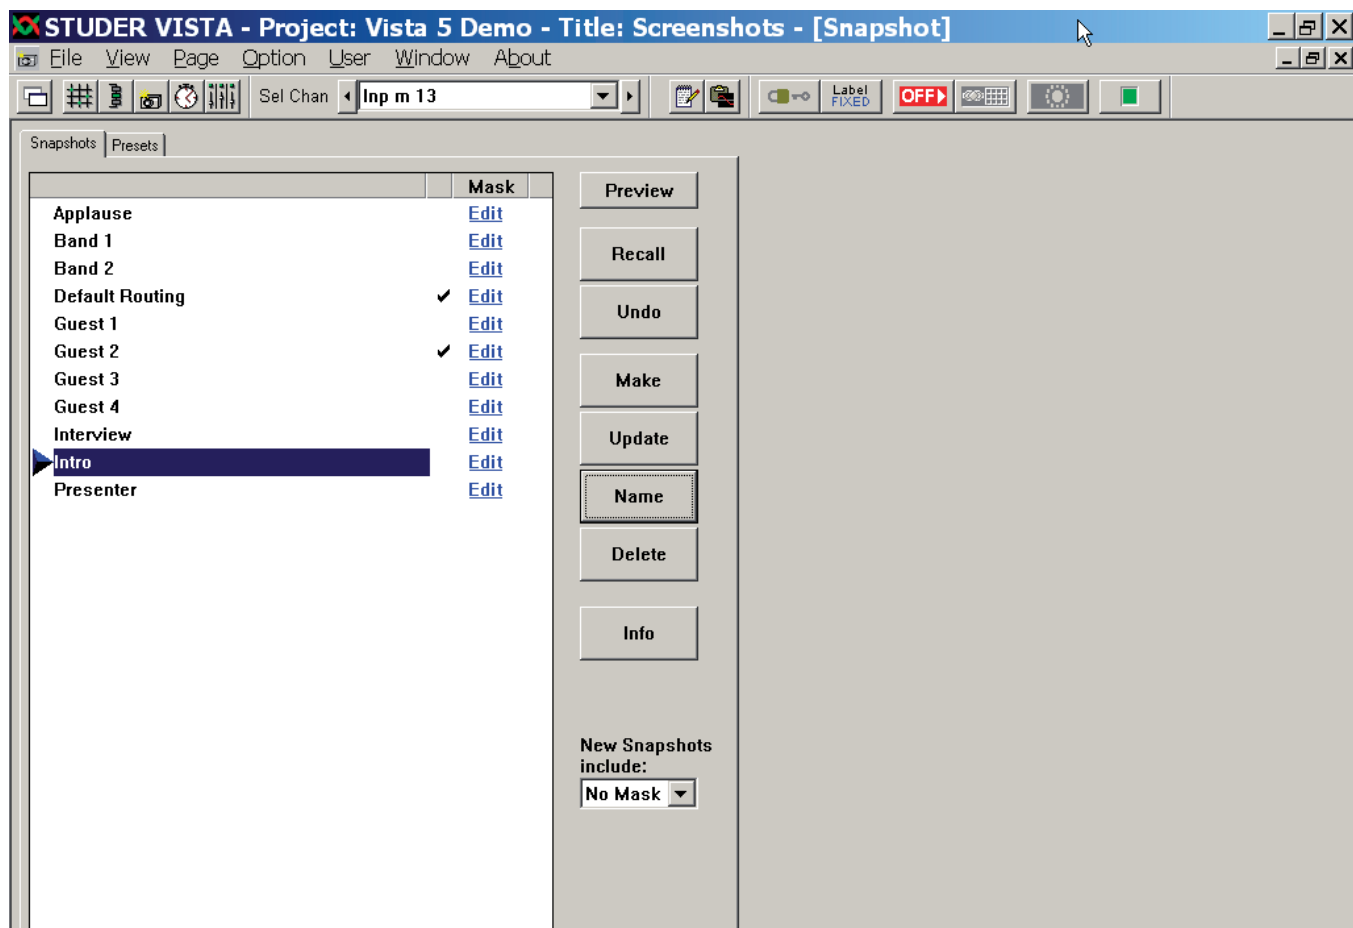 STUDER VISTA - Project: Vista 5 Demo - Title: Screenshots - [Snapshot]
File View Page Option User Window About
Sel Chan Inp m 13 Label FIXED OFF
Snapshots Presets
Mask
Applause Edit
Band 1 Edit
Band 2 Edit
Default Routing Edit
Guest 1 Edit
Guest 2 Edit
Guest 3 Edit
Guest 4 Edit
Interview Edit
Intro Edit
Presenter Edit
Preview
Recall
Undo
Make
Update
Name
Delete
Info
New Snapshots
include:
No Mask